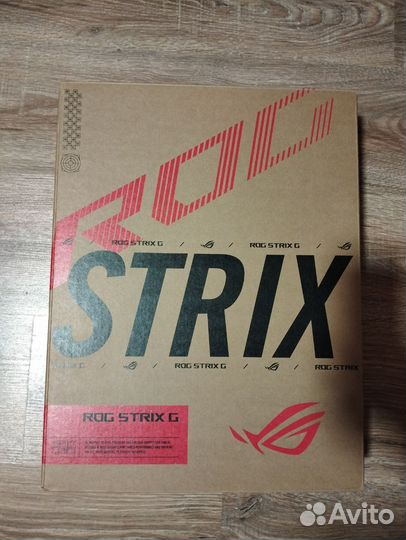 ROG
ROG STRIX G / / ROG STRIX G /
STRIX
G / ROG STRIX G / ROG STRIX
ROG STRIX G
Avito